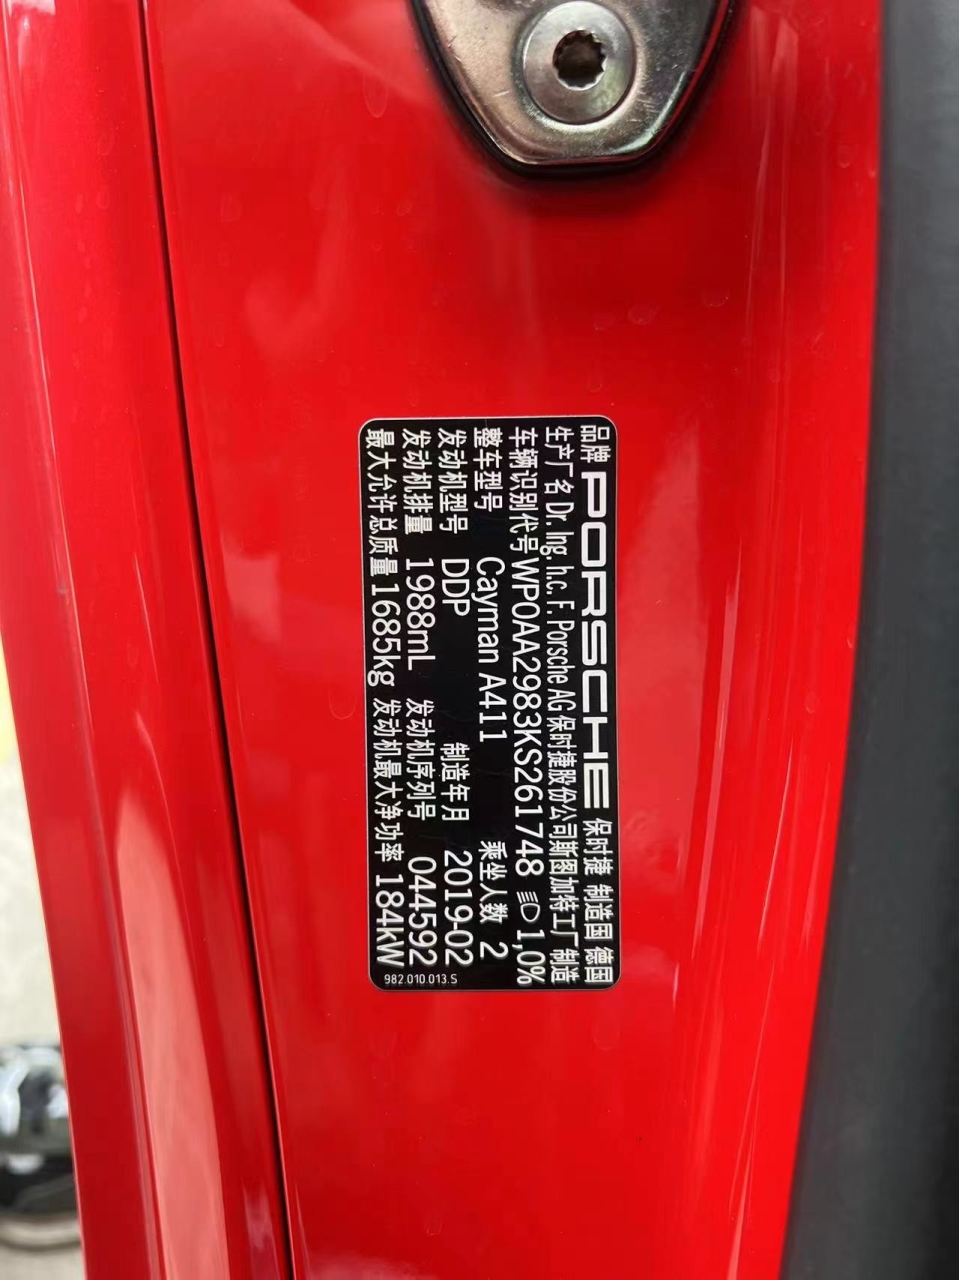 品牌 PORSCHE 保时捷 制造国 德国
生产厂名 Dr. Ing. h.c. F. Porsche AG 保时捷股份公司斯图加特工厂制造
车辆识别代号 WP0AA2983KS261748 1,0%
整车型号 Cayman A411 乘坐人数 2
发动机型号 DDP 制造年月 2019-02
发动机排量 1988mL 发动机序列号 044592
最大允许总质量 1685kg 发动机最大净功率 184kW
982.010.013.S